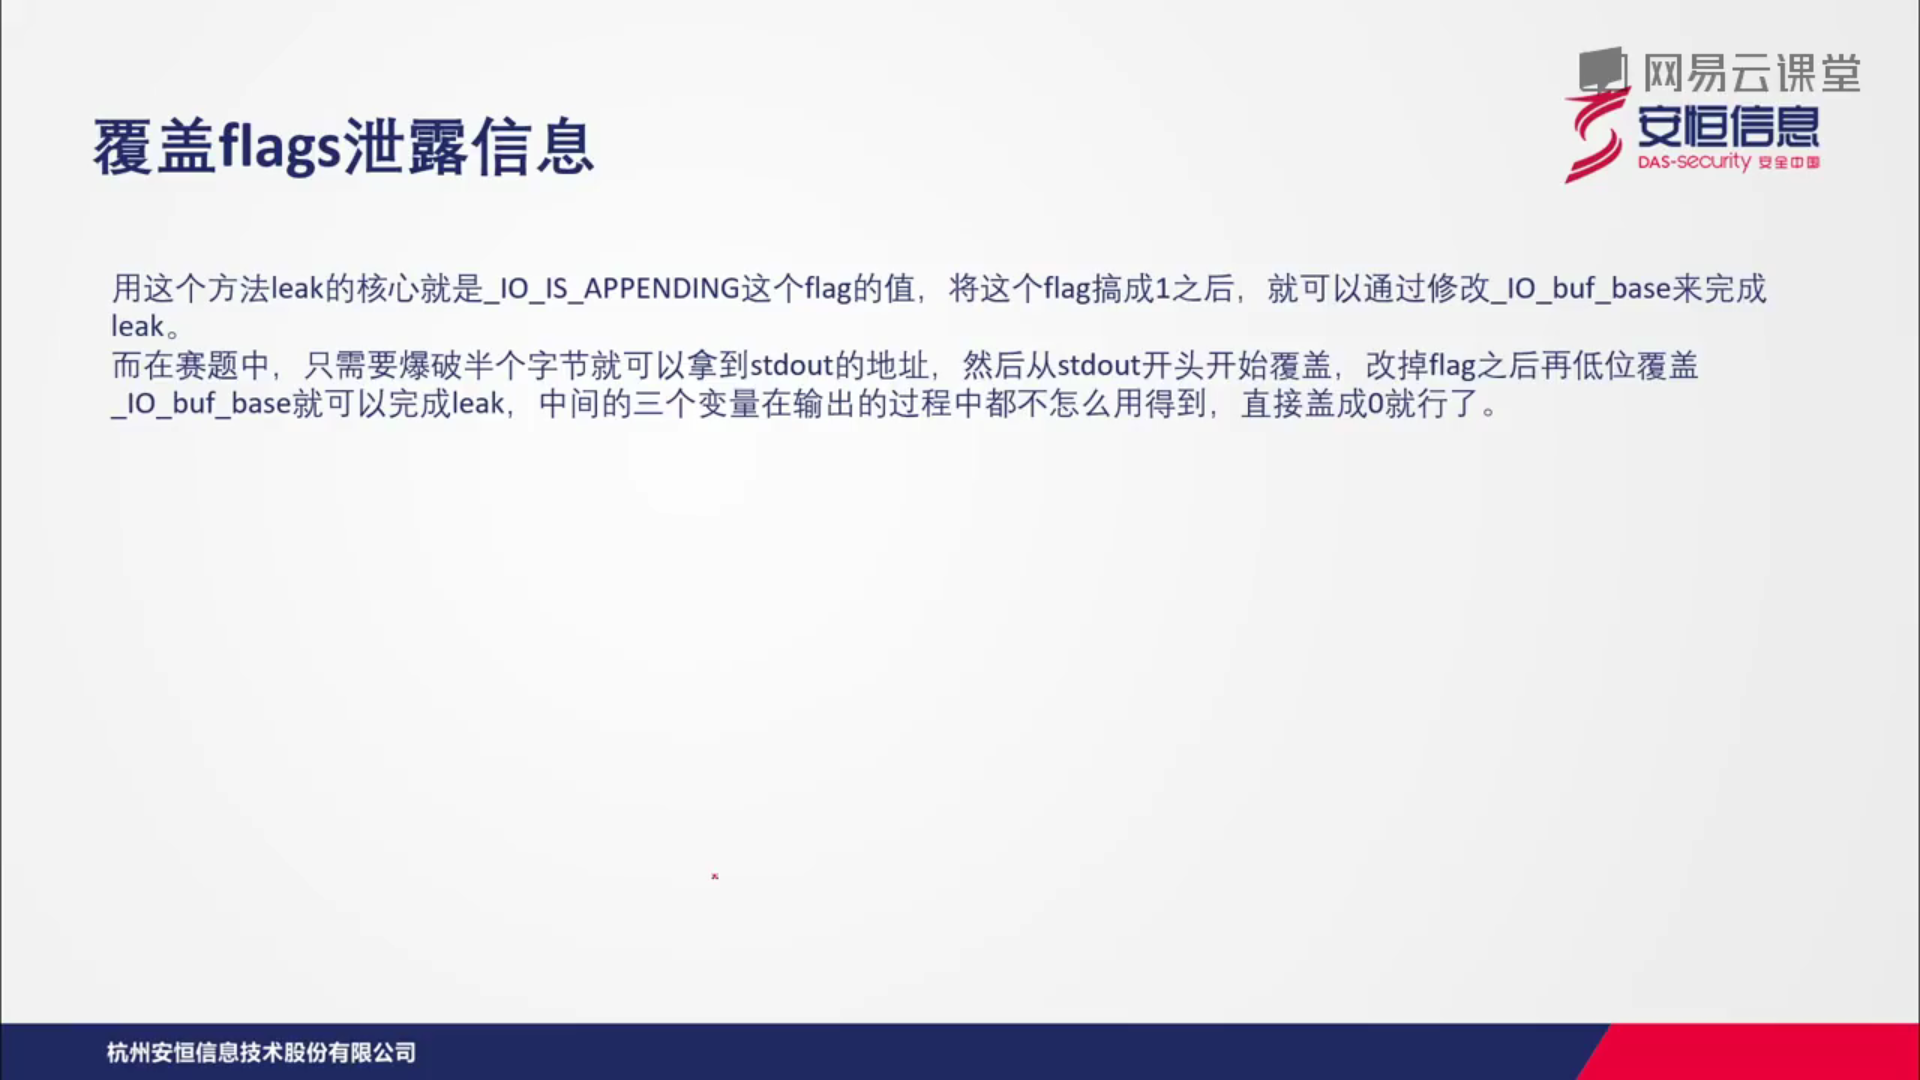 网易云课堂
安恒信息
DAS-security 安全中国
覆盖flags泄露信息
用这个方法leak的核心就是_IO_IS_APPENDING这个flag的值，将这个flag搞成1之后，就可以通过修改_IO_buf_base来完成
leak。
而在赛题中，只需要爆破半个字节就可以拿到stdout的地址，然后从stdout开头开始覆盖，改掉flag之后再低位覆盖
_IO_buf_base就可以完成leak，中间的三个变量在输出的过程中都不怎么用得到，直接盖成0就行了。
杭州安恒信息技术股份有限公司